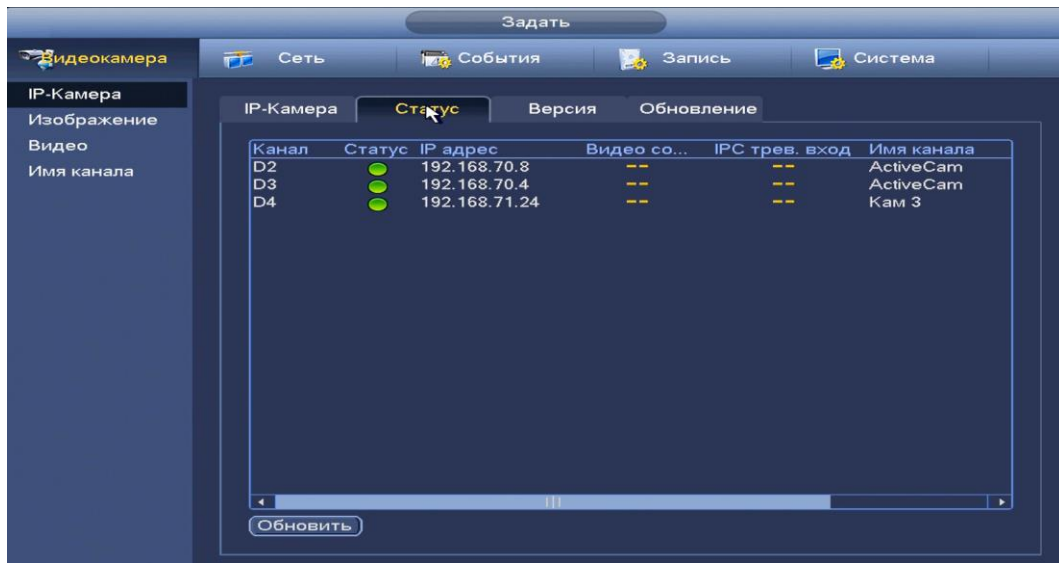 Задать
Видеокамера Сеть События Запись Система
IP-Камера
Изображение
Видео
Имя канала
IP-Камера Статус Версия Обновление
Канал Статус IP адрес Видео со... IPC трев. вход Имя канала
D2 192.168.70.8 -- -- ActiveCam
D3 192.168.70.4 -- -- ActiveCam
D4 192.168.71.24 -- -- Кам 3
Обновить